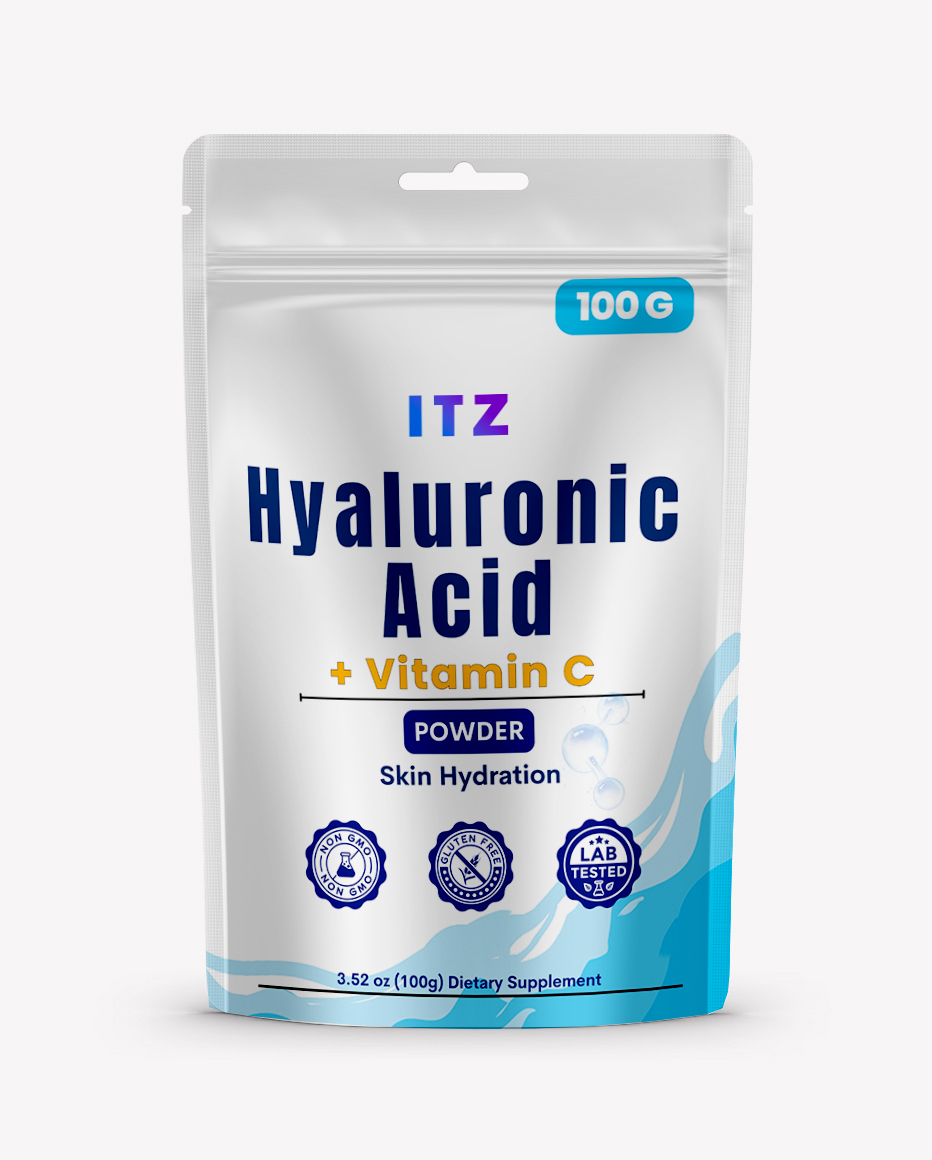 100 G
ITZ
Hyaluronic
Acid
+ Vitamin C
POWDER
Skin Hydration
NON GMO
NON GMO
GLUTEN FREE
LAB
TESTED
3.52 oz (100g) Dietary Supplement